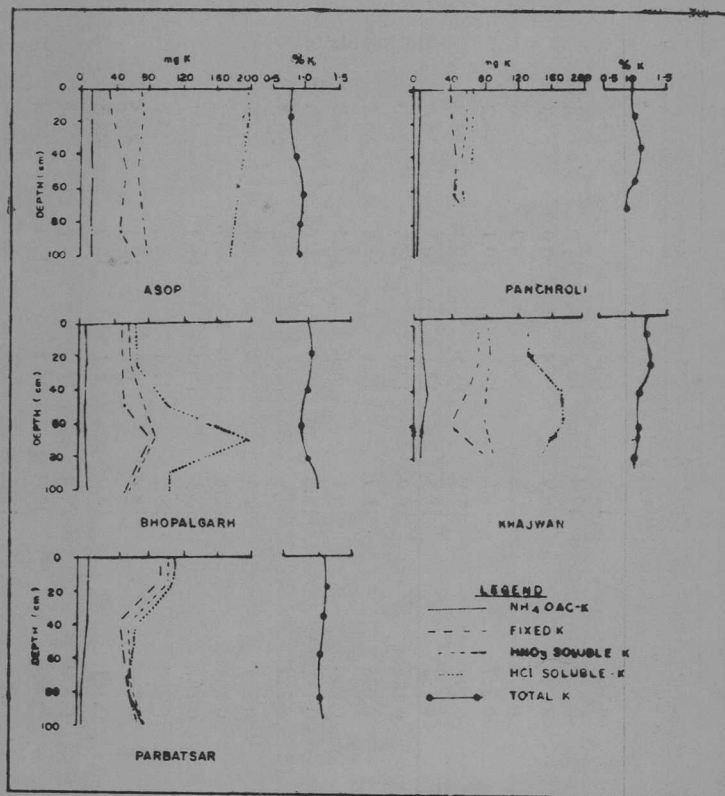 mg K % K mg K % K
0 40 80 120 160 200 0.5 1.0 1.5 0 40 80 120 160 200 0.5 1.0 1.5
0
20
40
60
80
100
DEPTH (cm)
ASOP PANCHROLI
0
20
40
60
80
100
DEPTH (cm)
BHOPALGARH KHAJWAN
0
20
40
60
80
100
DEPTH (cm)
PARBATSAR
LEGEND
NH4 OAC-K
FIXED K
HNO3 SOLUBLE K
HCl SOLUBLE-K
TOTAL K